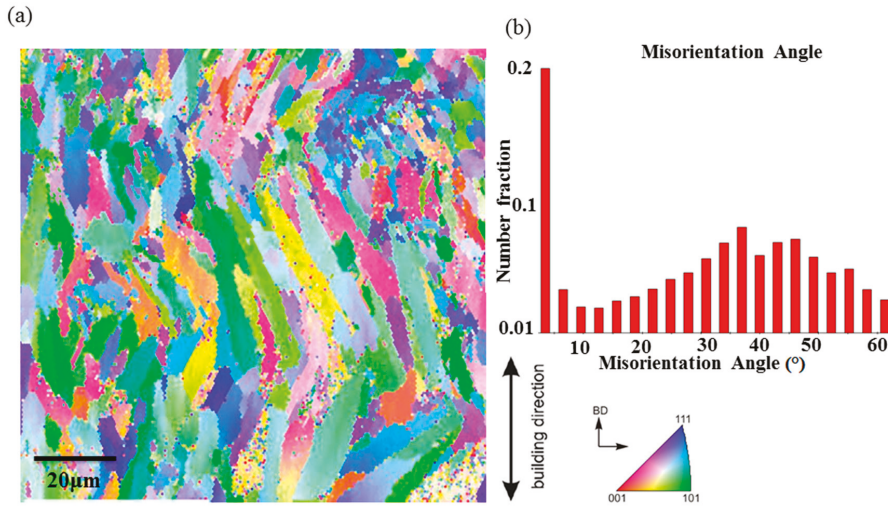 (a)
(b)
Misorientation Angle
0.2
0.1
0.01
Number fraction
10 20 30 40 50 60
Misorientation Angle (°)
20μm
building direction
BD
111
001
101